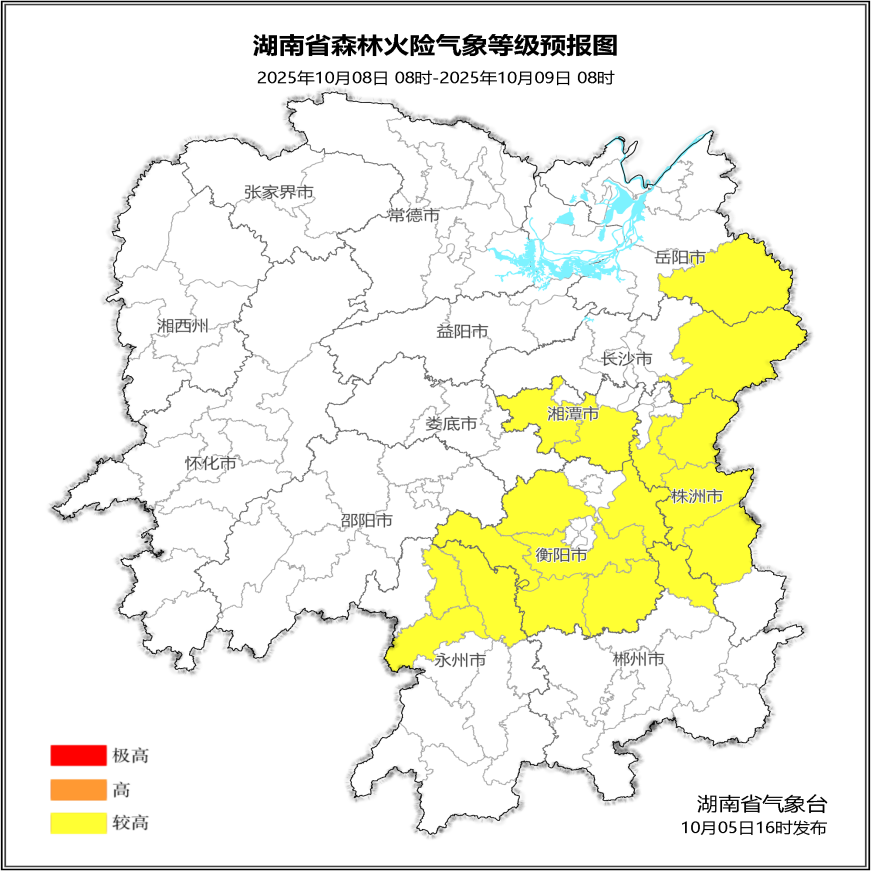 湖南省森林火险气象等级预报图
2025年10月08日 08时-2025年10月09日 08时
张家界市
常德市
岳阳市
湘西州
益阳市
长沙市
湘潭市
娄底市
怀化市
株洲市
邵阳市
衡阳市
永州市
郴州市
极高
高
较高
湖南省气象台
10月05日16时发布